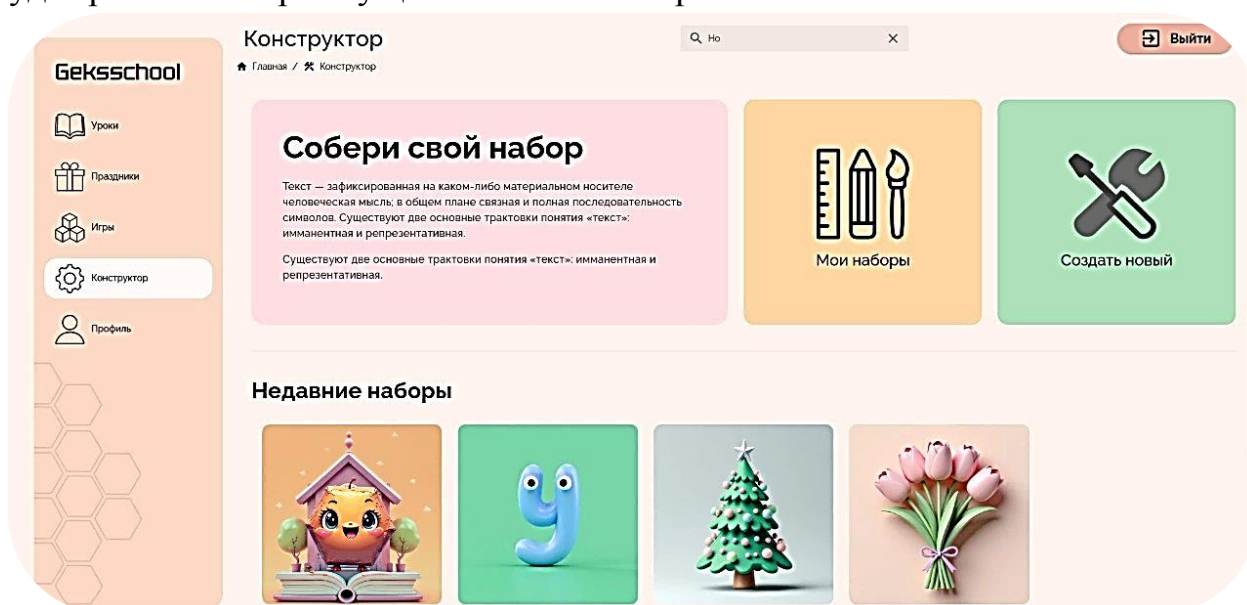 Конструктор
Но
Выйти
Главная / Конструктор
Geksschool
Уроки
Праздники
Игры
Конструктор
Профиль
Собери свой набор
Текст — зафиксированная на каком-либо материальном носителе
человеческая мысль; в общем плане связная и полная последовательность
символов. Существуют две основные трактовки понятия «текст»:
имманентная и репрезентативная.
Существуют две основные трактовки понятия «текст»: имманентная и
репрезентативная.
Мои наборы
Создать новый
Недавние наборы
У